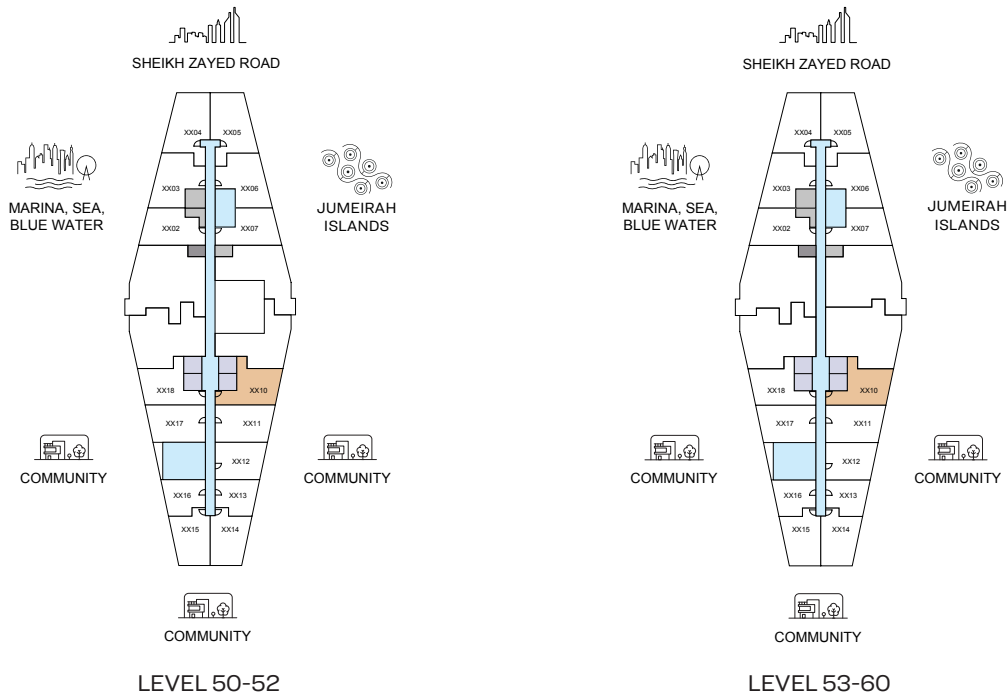 SHEIKH ZAYED ROAD
XX04 XX05
MARINA, SEA,
BLUE WATER
XX03 XX06
JUMEIRAH
ISLANDS
XX02 XX07
XX18 XX10
XX17 XX11
COMMUNITY
XX12
COMMUNITY
XX16 XX13
XX15 XX14
COMMUNITY
LEVEL 50-52
SHEIKH ZAYED ROAD
XX04 XX05
MARINA, SEA,
BLUE WATER
XX03 XX06
JUMEIRAH
ISLANDS
XX02 XX07
XX18 XX10
XX17 XX11
COMMUNITY
XX12
COMMUNITY
XX16 XX13
XX15 XX14
COMMUNITY
LEVEL 53-60